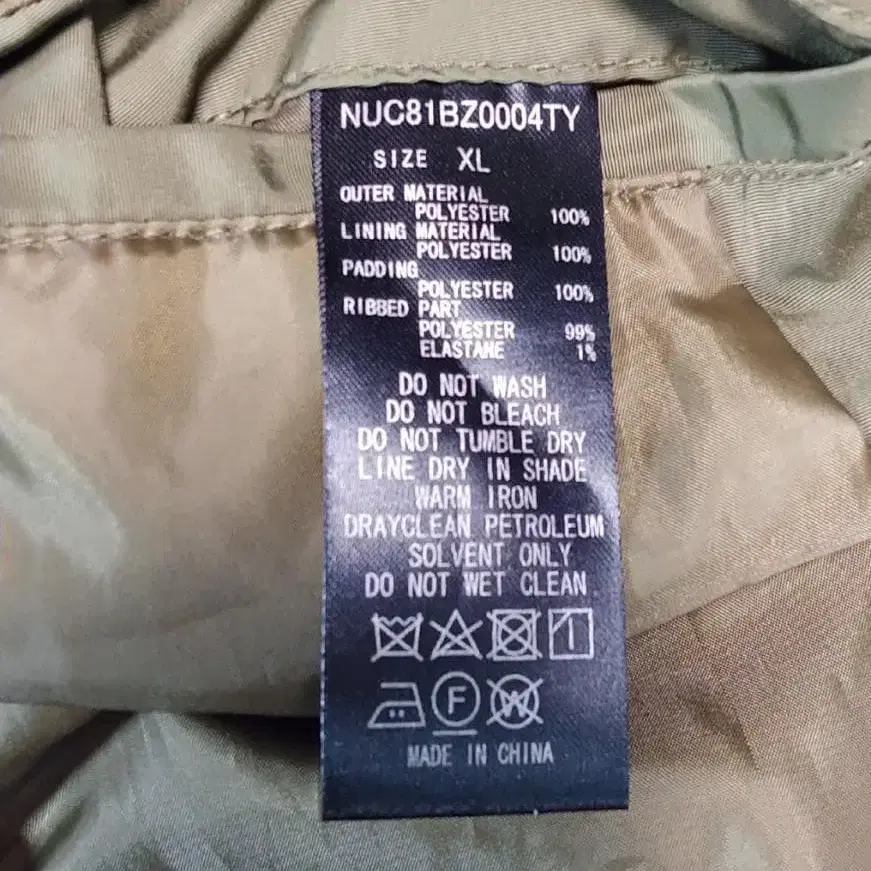 NUC81BZ0004TY
SIZE XL
OUTER MATERIAL
POLYESTER 100%
LINING MATERIAL
POLYESTER 100%
PADDING
POLYESTER 100%
RIBBED PART
POLYESTER 99%
ELASTANE 1%
DO NOT WASH
DO NOT BLEACH
DO NOT TUMBLE DRY
LINE DRY IN SHADE
WARM IRON
DRAYCLEAN PETROLEUM
SOLVENT ONLY
DO NOT WET CLEAN
F W
MADE IN CHINA